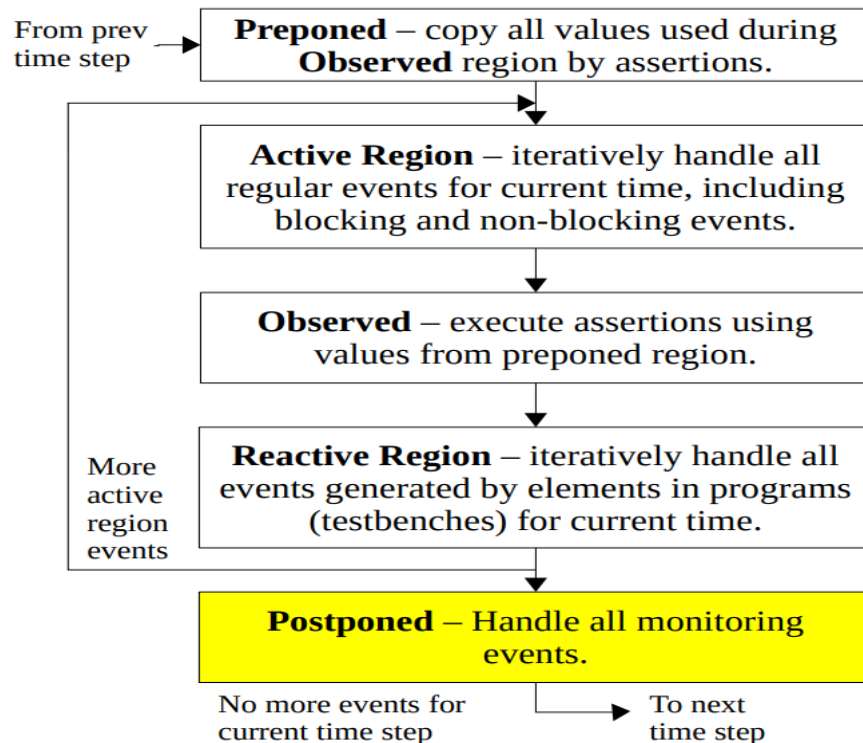 From prev
time step
Preponed – copy all values used during
Observed region by assertions.
Active Region – iteratively handle all
regular events for current time, including
blocking and non-blocking events.
Observed – execute assertions using
values from preponed region.
Reactive Region – iteratively handle all
events generated by elements in programs
(testbenches) for current time.
More
active
region
events
Postponed – Handle all monitoring
events.
No more events for
current time step
To next
time step